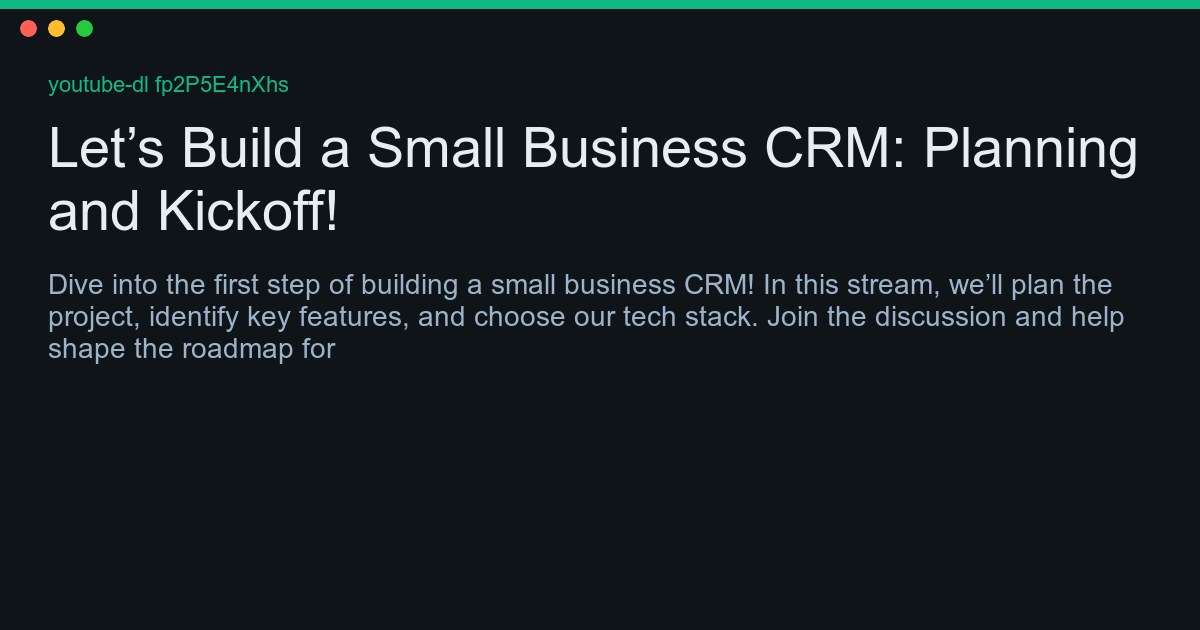 youtube-dl fp2P5E4nXhs
Let’s Build a Small Business CRM: Planning
and Kickoff!
Dive into the first step of building a small business CRM! In this stream, we’ll plan the
project, identify key features, and choose our tech stack. Join the discussion and help
shape the roadmap for